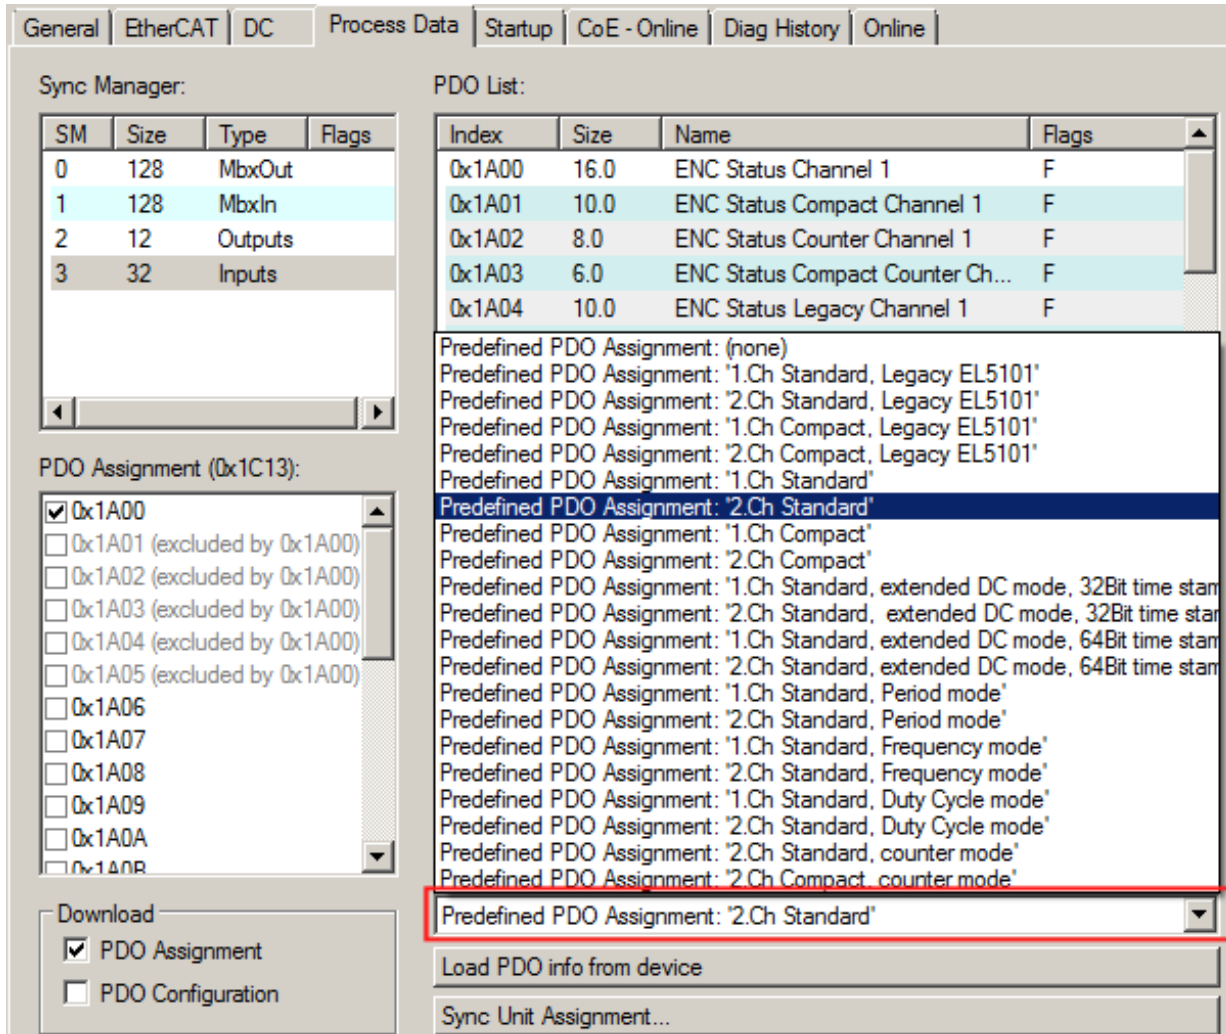 General EtherCAT DC Process Data Startup CoE - Online Diag History Online
Sync Manager:
SM Size Type Flags
0 128 MbxOut
1 128 MbxIn
2 12 Outputs
3 32 Inputs
PDO List:
Index Size Name Flags
0x1A00 16.0 ENC Status Channel 1 F
0x1A01 10.0 ENC Status Compact Channel 1 F
0x1A02 8.0 ENC Status Counter Channel 1 F
0x1A03 6.0 ENC Status Compact Counter Ch... F
0x1A04 10.0 ENC Status Legacy Channel 1 F
Predefined PDO Assignment: (none)
Predefined PDO Assignment: '1.Ch Standard, Legacy EL5101'
Predefined PDO Assignment: '2.Ch Standard, Legacy EL5101'
Predefined PDO Assignment: '1.Ch Compact, Legacy EL5101'
Predefined PDO Assignment: '2.Ch Compact, Legacy EL5101'
Predefined PDO Assignment: '1.Ch Standard'
Predefined PDO Assignment: '2.Ch Standard'
Predefined PDO Assignment: '1.Ch Compact'
Predefined PDO Assignment: '2.Ch Compact'
Predefined PDO Assignment: '1.Ch Standard, extended DC mode, 32Bit time stam
Predefined PDO Assignment: '2.Ch Standard, extended DC mode, 32Bit time stam
Predefined PDO Assignment: '1.Ch Standard, extended DC mode, 64Bit time stam
Predefined PDO Assignment: '2.Ch Standard, extended DC mode, 64Bit time stam
Predefined PDO Assignment: '1.Ch Standard, Period mode'
Predefined PDO Assignment: '2.Ch Standard, Period mode'
Predefined PDO Assignment: '1.Ch Standard, Frequency mode'
Predefined PDO Assignment: '2.Ch Standard, Frequency mode'
Predefined PDO Assignment: '1.Ch Standard, Duty Cycle mode'
Predefined PDO Assignment: '2.Ch Standard, Duty Cycle mode'
Predefined PDO Assignment: '2.Ch Standard, counter mode'
Predefined PDO Assignment: '2.Ch Compact, counter mode'
Predefined PDO Assignment: '2.Ch Standard'
Load PDO info from device
Sync Unit Assignment...
PDO Assignment (0x1C13):
0x1A00
0x1A01 (excluded by 0x1A00)
0x1A02 (excluded by 0x1A00)
0x1A03 (excluded by 0x1A00)
0x1A04 (excluded by 0x1A00)
0x1A05 (excluded by 0x1A00)
0x1A06
0x1A07
0x1A08
0x1A09
0x1A0A
0x1A0B
Download
PDO Assignment
PDO Configuration